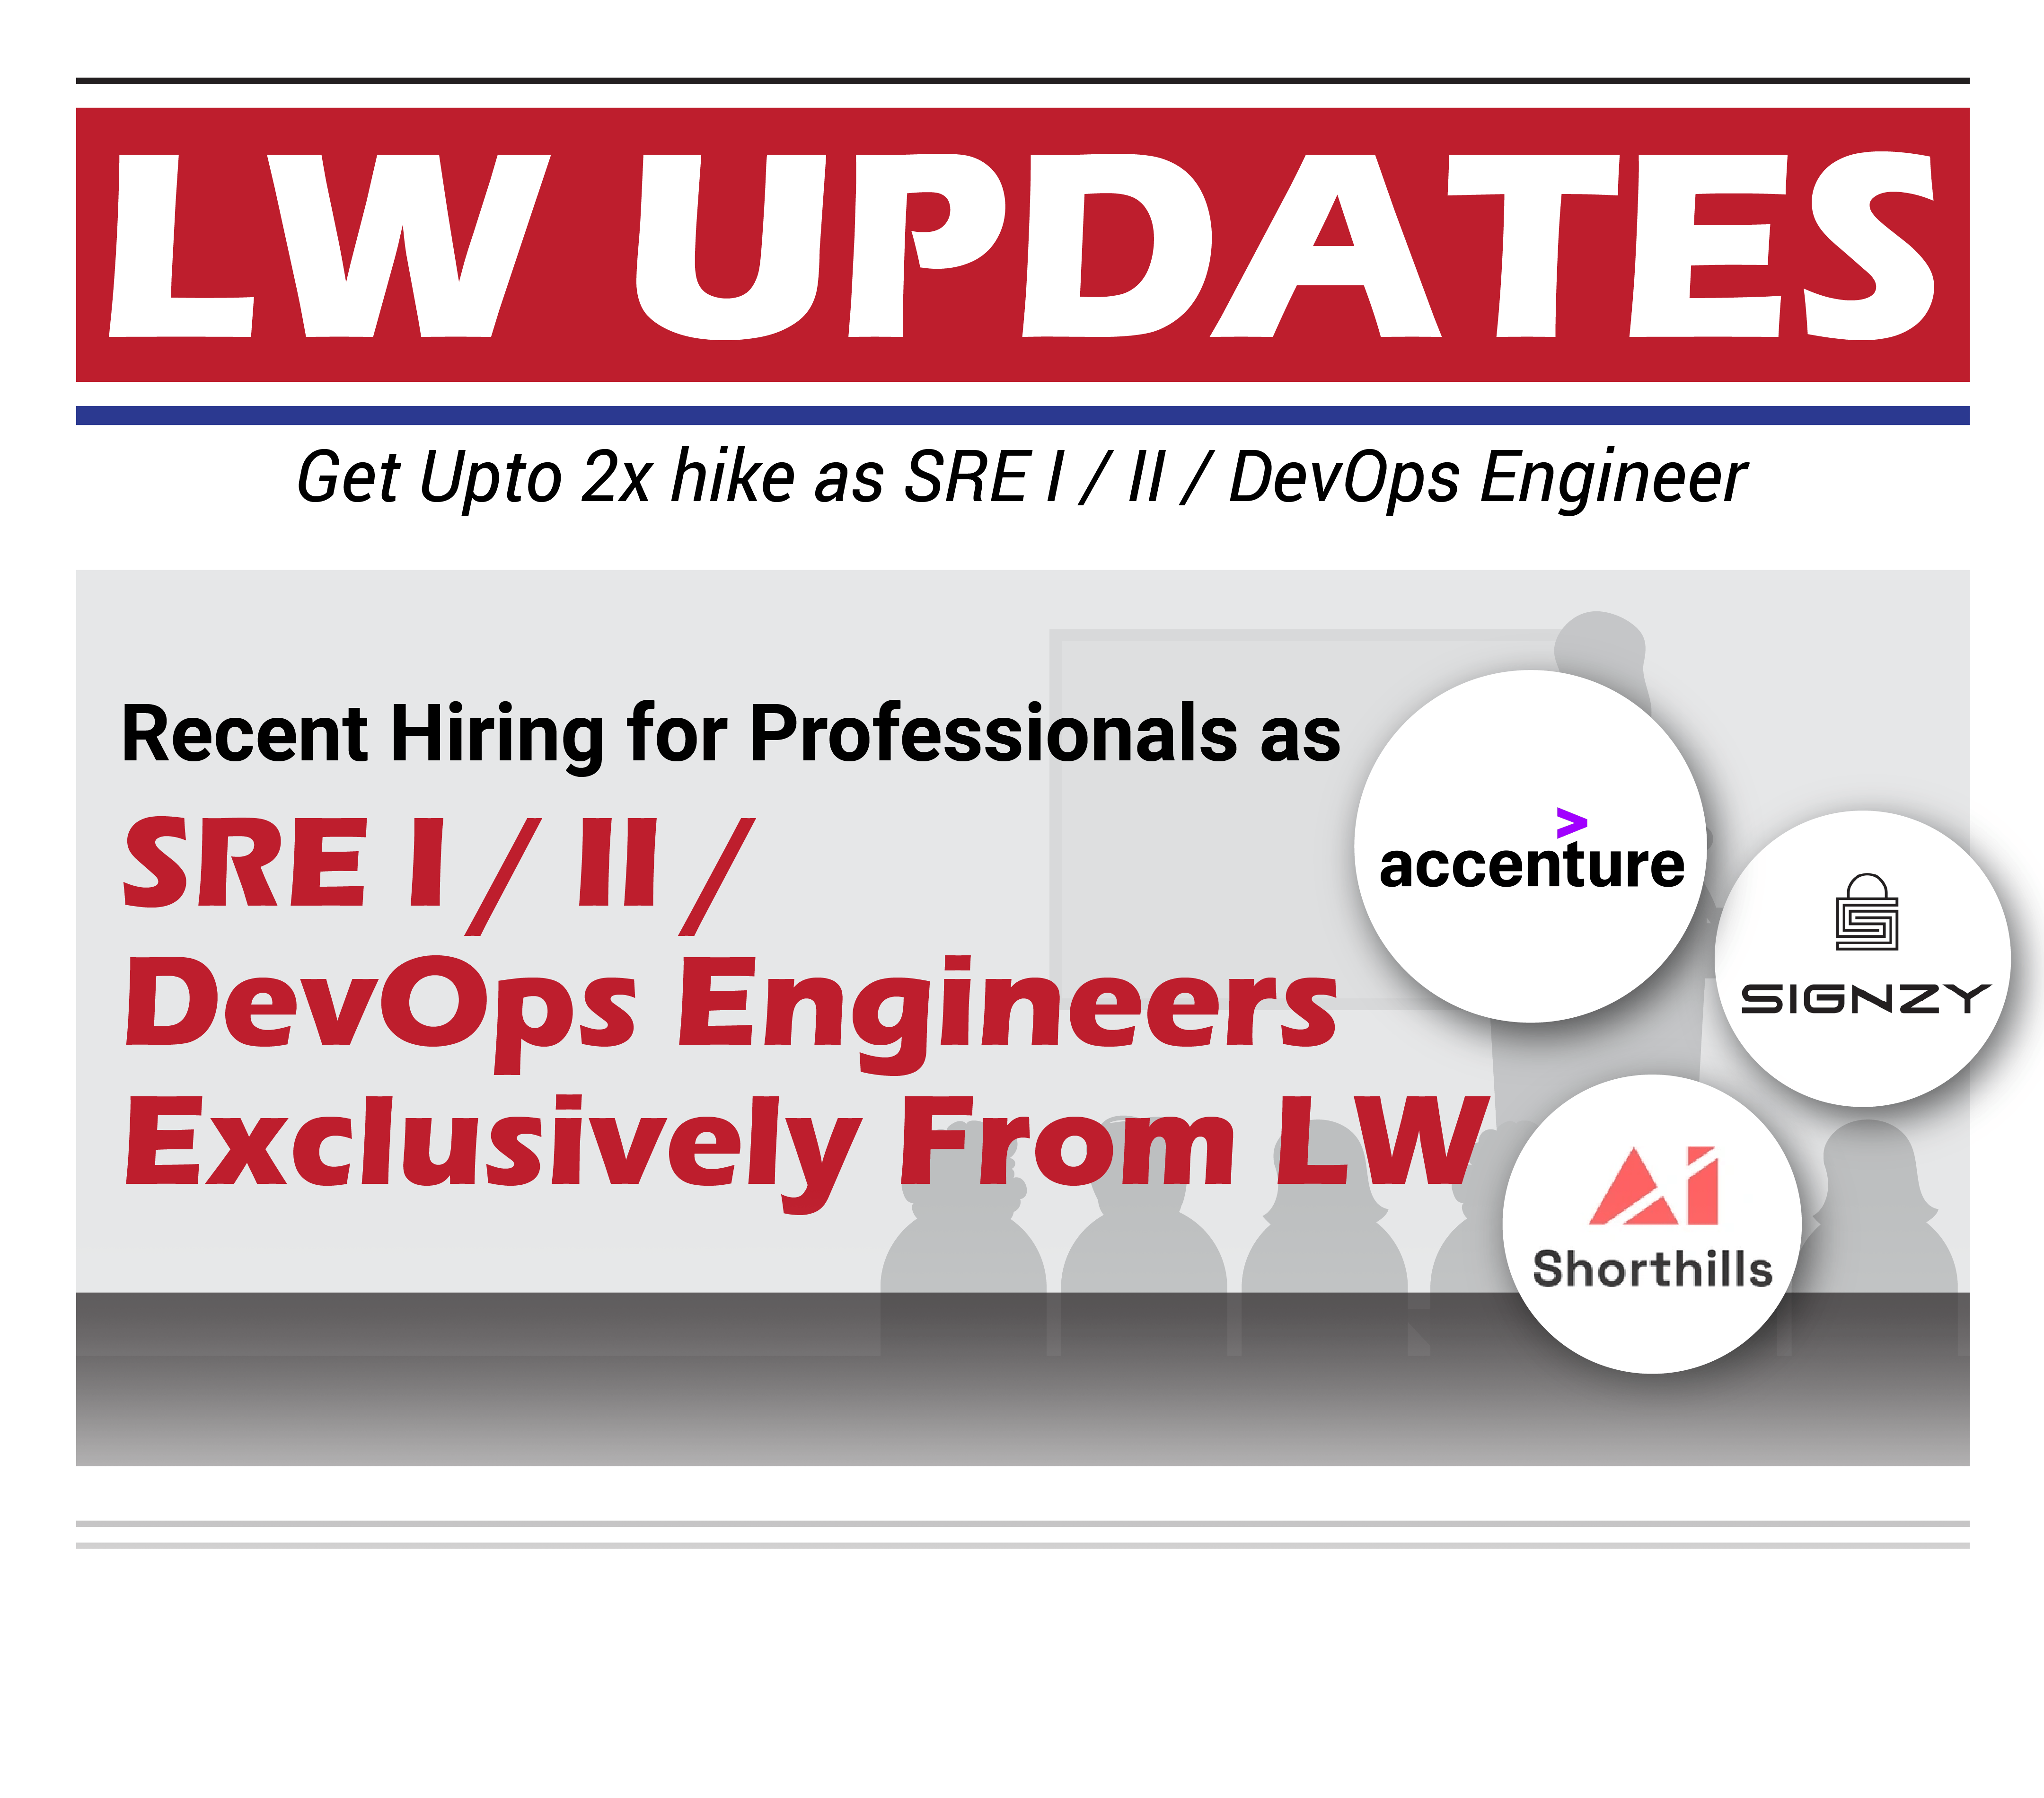 LW UPDATES
Get Upto 2x hike as SRE I / II / DevOps Engineer
Recent Hiring for Professionals as
SRE I / II /
DevOps Engineers
Exclusively From LW
>
accenture
SIGNZY
Ai
Shorthills